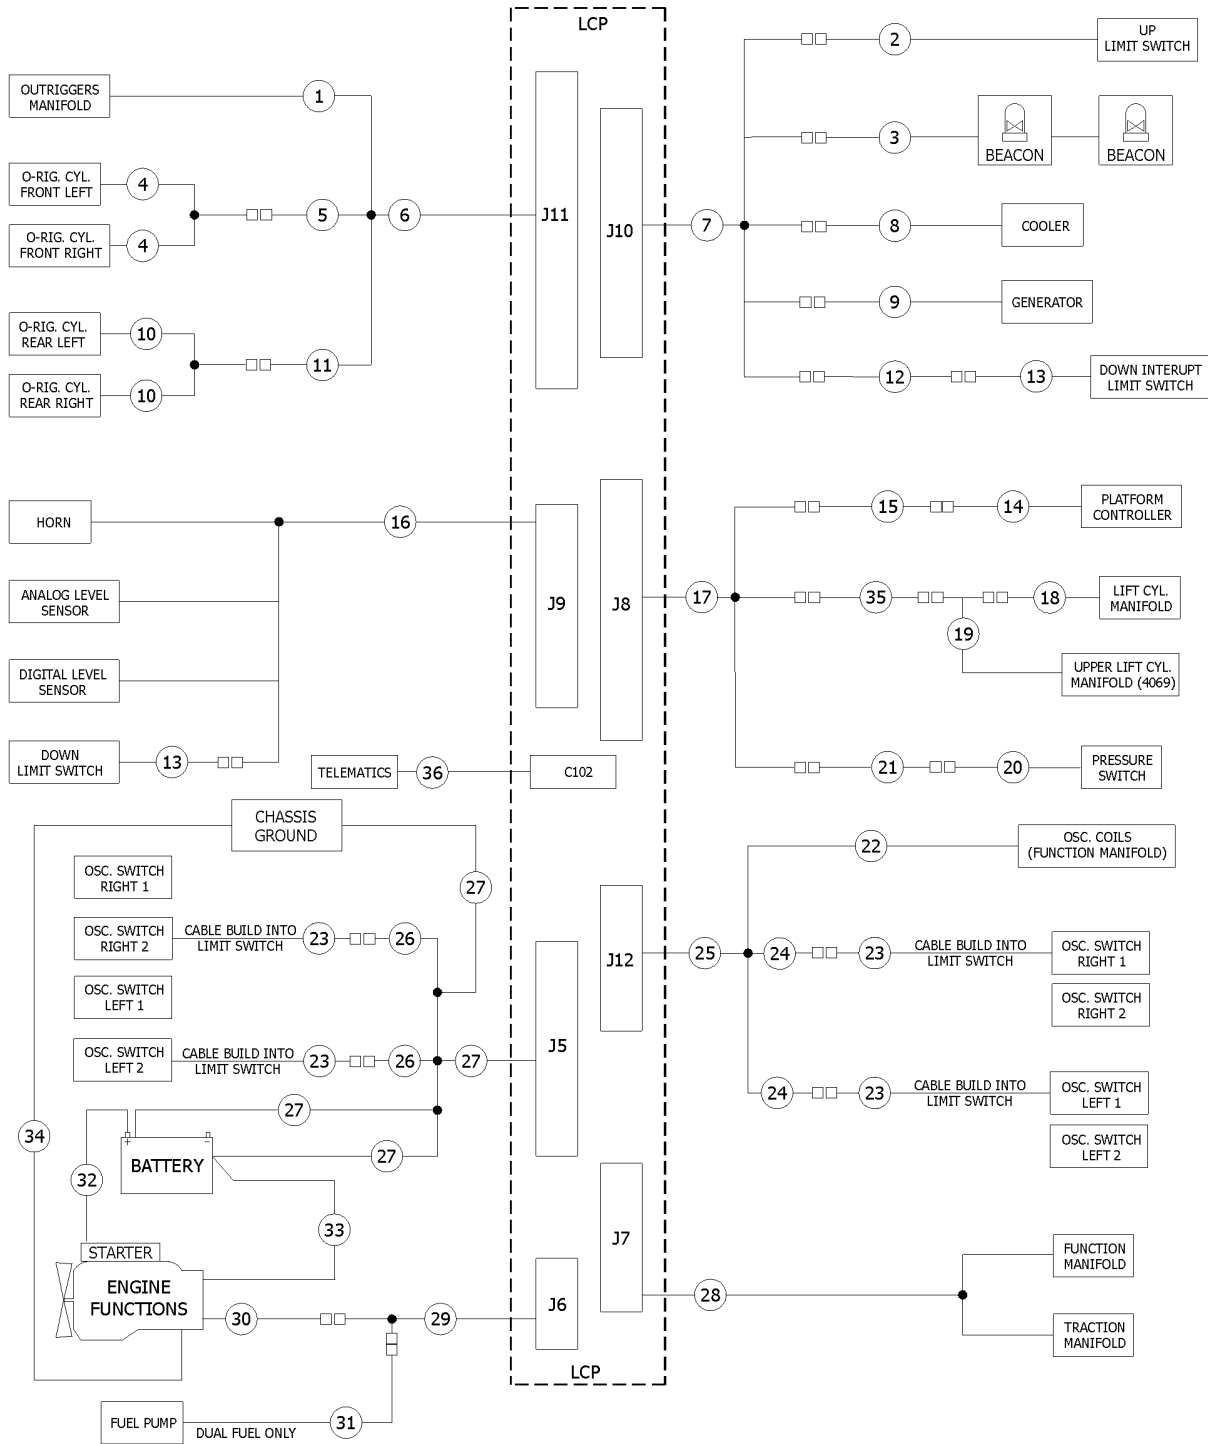 LCP
2
UP
LIMIT SWITCH
OUTRIGGERS
MANIFOLD
1
3
BEACON
BEACON
O-RIG. CYL.
FRONT LEFT
4
5
6
J11
J10
7
8
COOLER
O-RIG. CYL.
FRONT RIGHT
4
9
GENERATOR
O-RIG. CYL.
REAR LEFT
10
11
12
13
DOWN INTERUPT
LIMIT SWITCH
O-RIG. CYL.
REAR RIGHT
10
HORN
16
15
14
PLATFORM
CONTROLLER
ANALOG LEVEL
SENSOR
J9
J8
17
35
18
LIFT CYL.
MANIFOLD
19
DIGITAL LEVEL
SENSOR
UPPER LIFT CYL.
MANIFOLD (4069)
DOWN
LIMIT SWITCH
13
TELEMATICS
36
C102
21
20
PRESSURE
SWITCH
CHASSIS
GROUND
22
OSC. COILS
(FUNCTION MANIFOLD)
OSC. SWITCH
RIGHT 1
27
OSC. SWITCH
RIGHT 2
CABLE BUILD INTO
LIMIT SWITCH
23
26
J12
25
24
23
CABLE BUILD INTO
LIMIT SWITCH
OSC. SWITCH
RIGHT 1
OSC. SWITCH
LEFT 1
OSC. SWITCH
RIGHT 2
OSC. SWITCH
LEFT 2
CABLE BUILD INTO
LIMIT SWITCH
23
26
27
J5
24
23
CABLE BUILD INTO
LIMIT SWITCH
OSC. SWITCH
LEFT 1
27
34
+
-
BATTERY
27
OSC. SWITCH
LEFT 2
32
33
STARTER
J7
FUNCTION
MANIFOLD
ENGINE
FUNCTIONS
30
29
J6
28
TRACTION
MANIFOLD
LCP
FUEL PUMP
DUAL FUEL ONLY
31